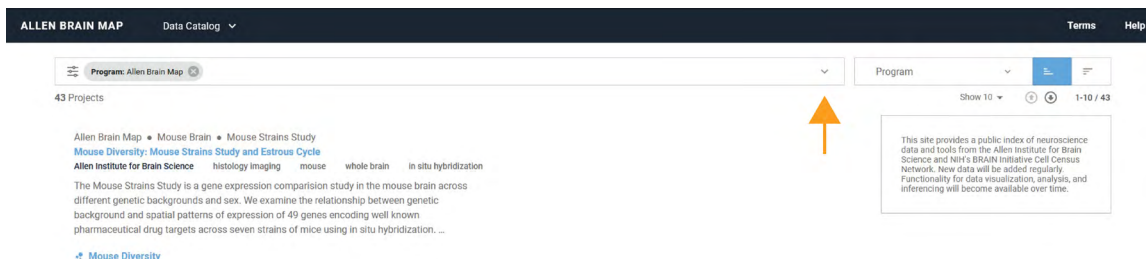 ALLEN BRAIN MAP Data Catalog Terms Help
Program: Allen Brain Map Program
43 Projects Show 10 1-10 / 43
Allen Brain Map • Mouse Brain • Mouse Strains Study
Mouse Diversity: Mouse Strains Study and Estrous Cycle
Allen Institute for Brain Science histology imaging mouse whole brain in situ hybridization
The Mouse Strains Study is a gene expression comparision study in the mouse brain across
different genetic backgrounds and sex. We examine the relationship between genetic
background and spatial patterns of expression of 49 genes encoding well known
pharmaceutical drug targets across seven strains of mice using in situ hybridization. ...
Mouse Diversity
This site provides a public index of neuroscience
data and tools from the Allen Institute for Brain
Science and NIH's BRAIN Initiative Cell Census
Network. New data will be added regularly.
Functionality for data visualization, analysis, and
inferencing will become available over time.